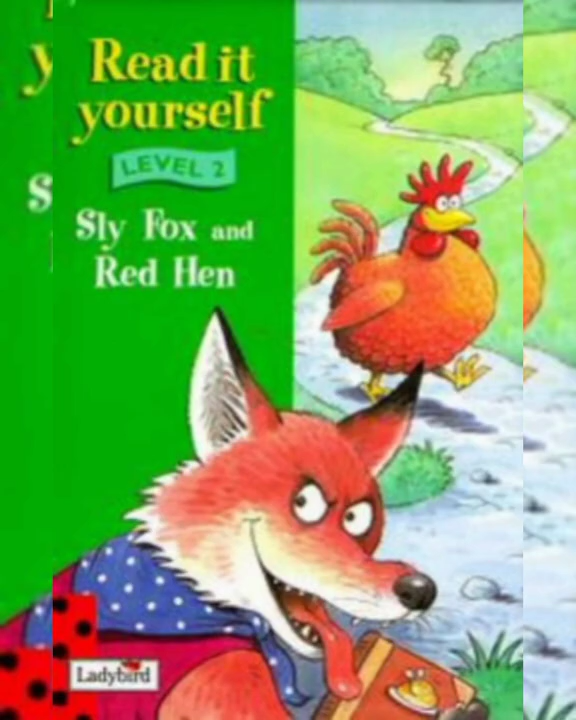 Read it
yourself
LEVEL 2
Sly Fox and
Red Hen
Ladybird